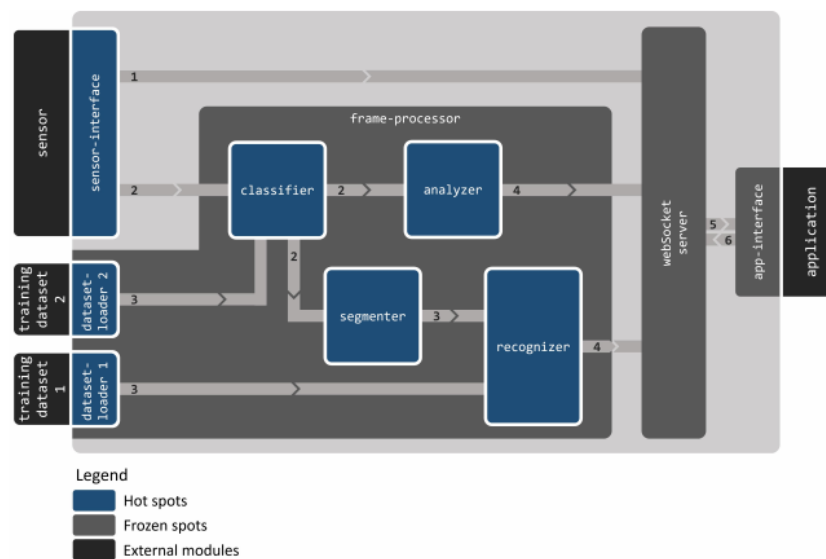 sensor
sensor-interface
1
frame-processor
2
classifier
2
analyzer
4
webSocket
server
5
6
app-interface
application
training
dataset
2
dataset-
loader 2
3
2
segmenter
3
recognizer
4
training
dataset
1
dataset-
loader 1
3
Legend
Hot spots
Frozen spots
External modules